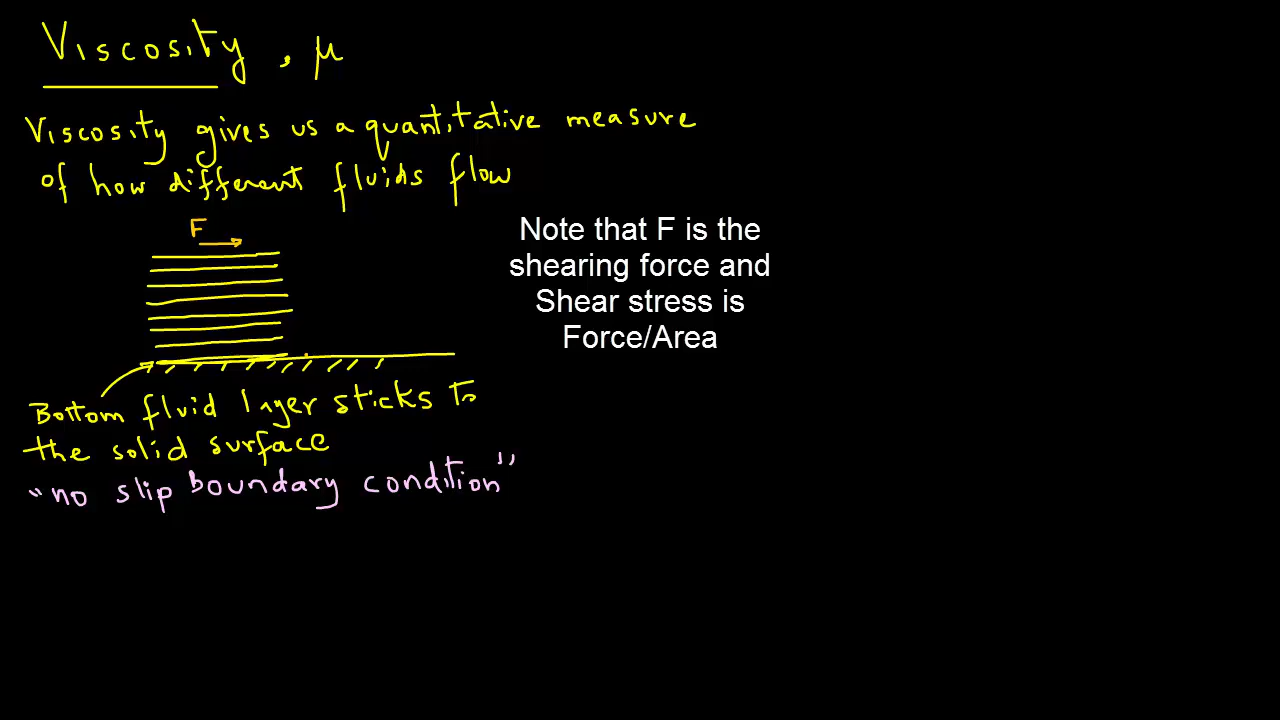 Viscosity, μ
Viscosity gives us a quantitative measure
of how different fluids flow
F
Note that F is the
shearing force and
Shear stress is
Force/Area
Bottom fluid layer sticks to
the solid surface
"no slip boundary condition"